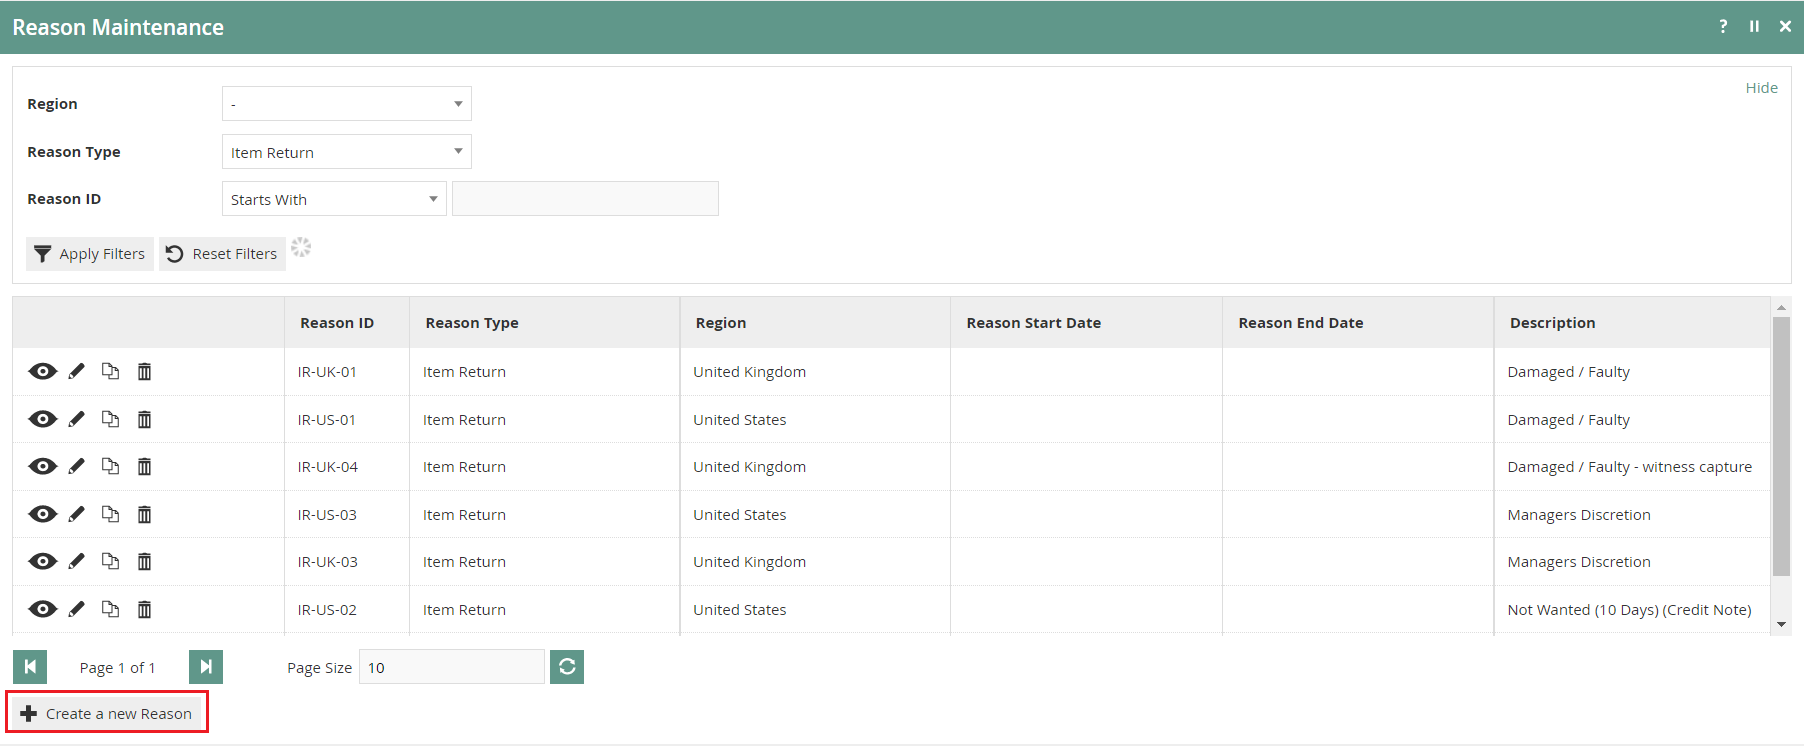 Reason Maintenance ?
Hide
Region -
Reason Type Item Return
Reason ID Starts With
Apply Filters Reset Filters
Reason ID Reason Type Region Reason Start Date Reason End Date Description
IR-UK-01 Item Return United Kingdom Damaged / Faulty
IR-US-01 Item Return United States Damaged / Faulty
IR-UK-04 Item Return United Kingdom Damaged / Faulty - witness capture
IR-US-03 Item Return United States Managers Discretion
IR-UK-03 Item Return United Kingdom Managers Discretion
IR-US-02 Item Return United States Not Wanted (10 Days) (Credit Note)
Page 1 of 1 Page Size 10
Create a new Reason